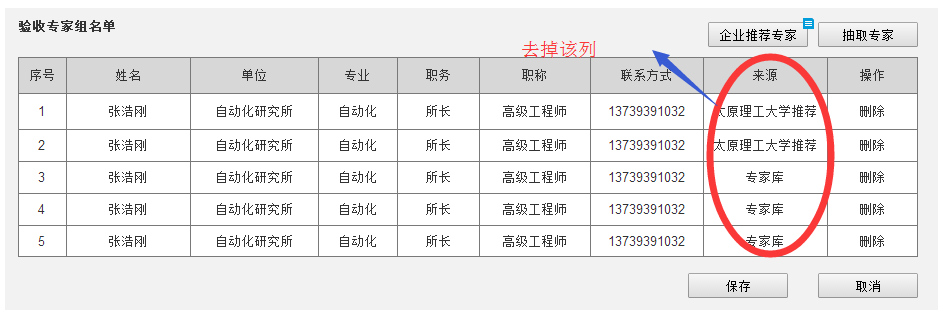 验收专家组名单
企业推荐专家 抽取专家
去掉该列
序号 姓名 单位 专业 职务 职称 联系方式 来源 操作
1 张浩刚 自动化研究所 自动化 所长 高级工程师 13739391032 太原理工大学推荐 删除
2 张浩刚 自动化研究所 自动化 所长 高级工程师 13739391032 太原理工大学推荐 删除
3 张浩刚 自动化研究所 自动化 所长 高级工程师 13739391032 专家库 删除
4 张浩刚 自动化研究所 自动化 所长 高级工程师 13739391032 专家库 删除
5 张浩刚 自动化研究所 自动化 所长 高级工程师 13739391032 专家库 删除
保存 取消